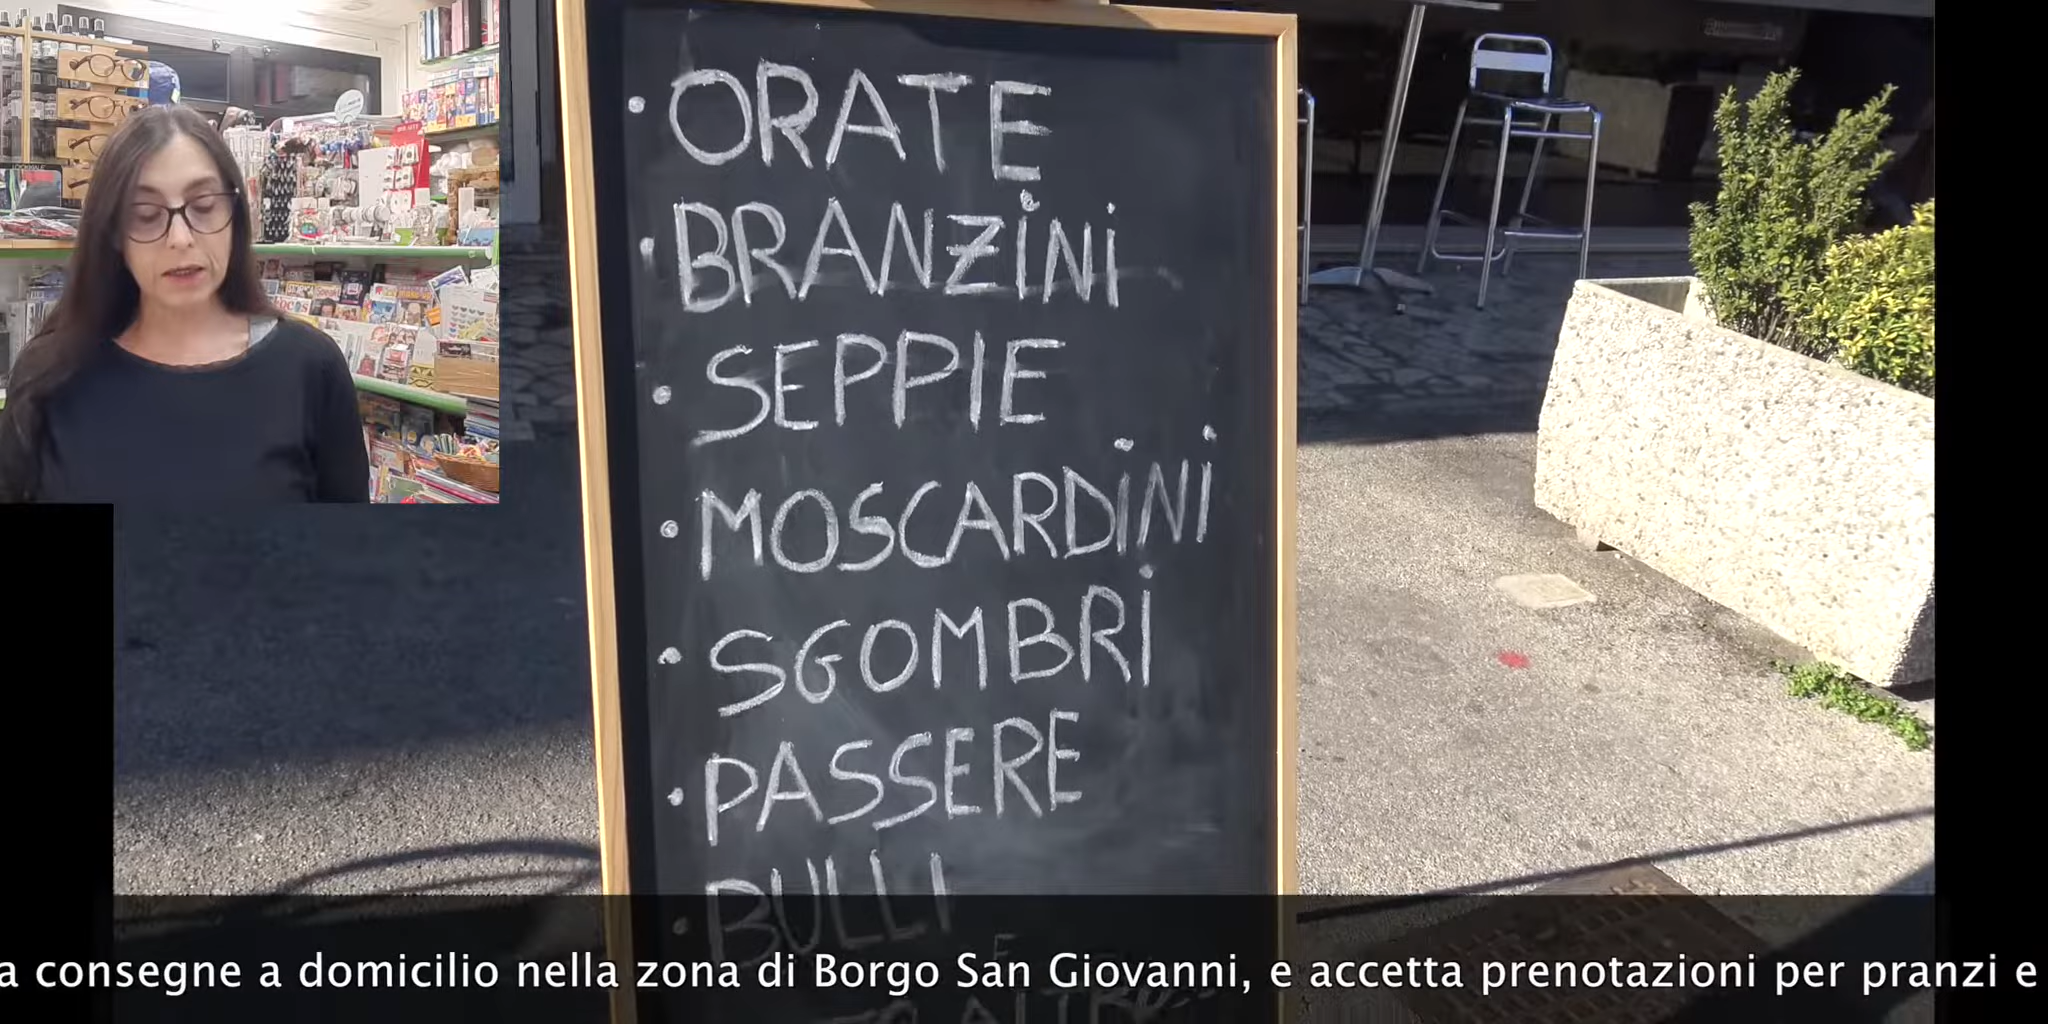 • ORATE
• BRANZiNi
• SEPPIE
• MOSCARDiNi
• SGOMBRi
• PASSERE
• BULLI
E
a consegne a domicilio nella zona di Borgo San Giovanni, e accetta prenotazioni per pranzi e
ALTRO..